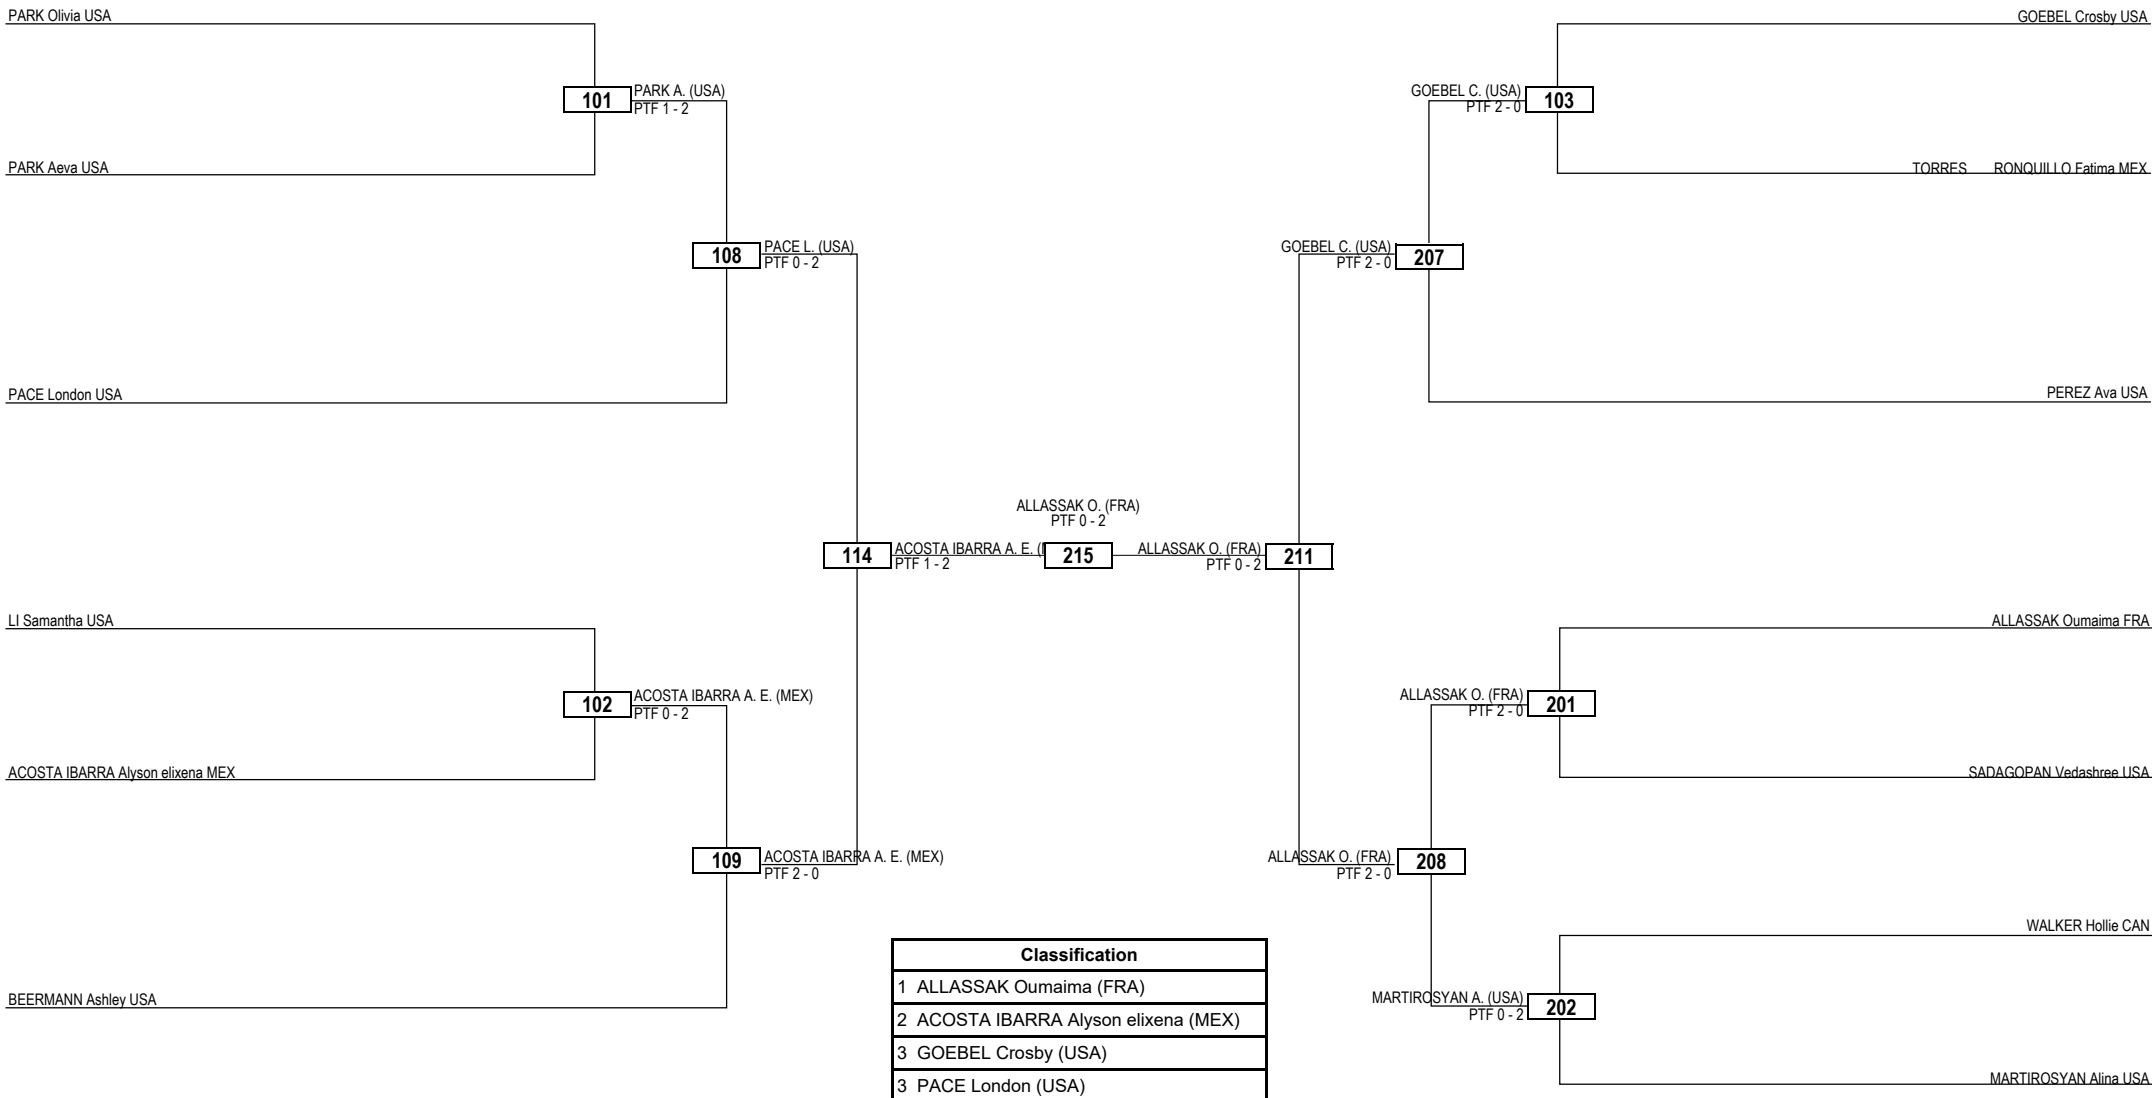 PARK Olivia USA
GOEBEL Crosby USA
101
PARK A. (USA)
PTF 1 - 2
GOEBEL C. (USA)
PTF 2 - 0
103
PARK Aeva USA
TORRES RONQUILLO Fatima MEX
108
PACE L. (USA)
PTF 0 - 2
GOEBEL C. (USA)
PTF 2 - 0
207
PACE London USA
PEREZ Ava USA
ALLASSAK O. (FRA)
PTF 0 - 2
114
ACOSTA IBARRA A. E. (
PTF 1 - 2
215
ALLASSAK O. (FRA)
PTF 0 - 2
211
LI Samantha USA
ALLASSAK Oumaima FRA
102
ACOSTA IBARRA A. E. (MEX)
PTF 0 - 2
ALLASSAK O. (FRA)
PTF 2 - 0
201
ACOSTA IBARRA Alyson elixena MEX
SADAGOPAN Vedashree USA
109
ACOSTA IBARRA A. E. (MEX)
PTF 2 - 0
ALLASSAK O. (FRA)
PTF 2 - 0
208
WALKER Hollie CAN
BEERMANN Ashley USA
MARTIROSYAN A. (USA)
PTF 0 - 2
202
MARTIROSYAN Alina USA
Classification
1 ALLASSAK Oumaima (FRA)
2 ACOSTA IBARRA Alyson elixena (MEX)
3 GOEBEL Crosby (USA)
3 PACE London (USA)